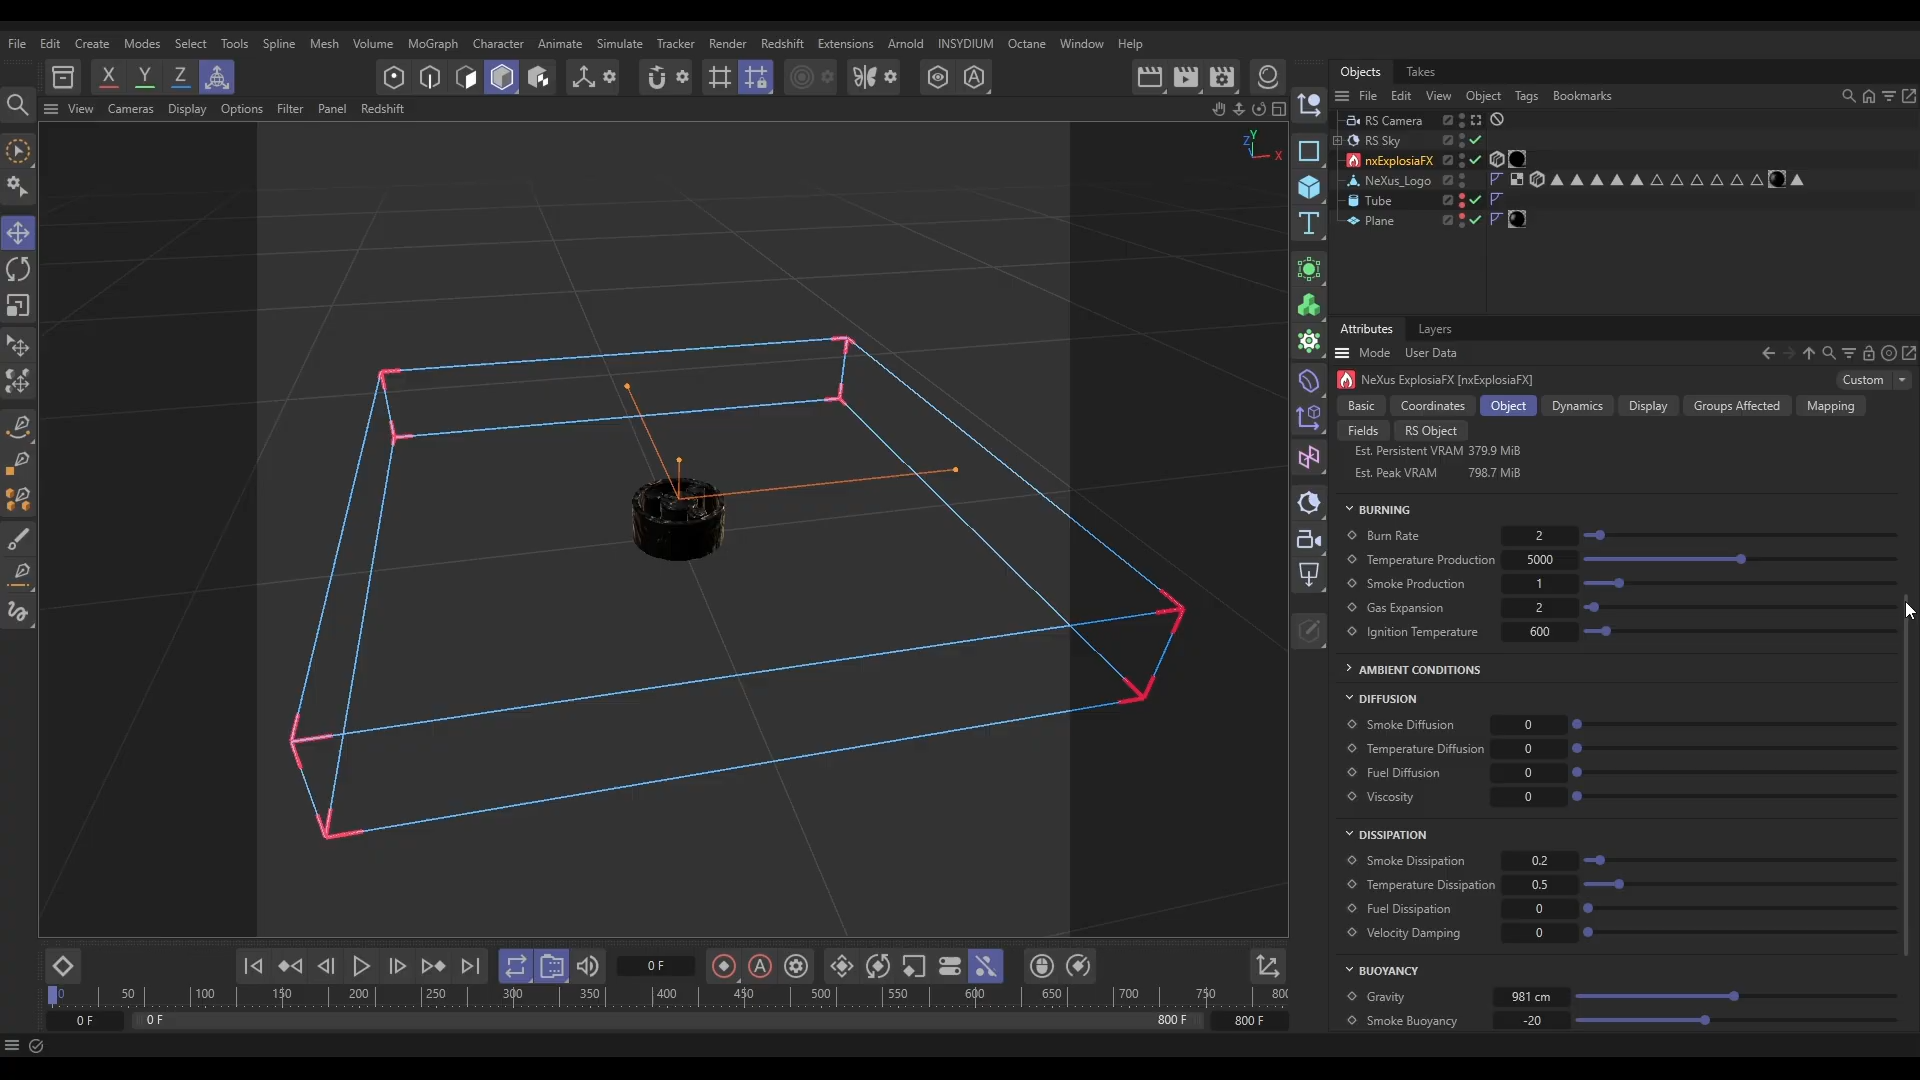 File Edit Create Modes Select Tools Spline Mesh Volume MoGraph Character Animate Simulate Tracker Render Redshift Extensions Arnold INSYDIUM Octane Window Help
X Y Z
View Cameras Display Options Filter Panel Redshift
Y
Z
X
Objects Takes
File Edit View Object Tags Bookmarks
RS Camera
RS Sky
nxExplosiaFX
NeXus_Logo
Tube
Plane
Attributes Layers
Mode User Data
NeXus ExplosiaFX [nxExplosiaFX] Custom
Basic Coordinates Object Dynamics Display Groups Affected Mapping
Fields RS Object
Est. Persistent VRAM 379.9 MiB
Est. Peak VRAM 798.7 MiB
BURNING
Burn Rate 2
Temperature Production 5000
Smoke Production 1
Gas Expansion 2
Ignition Temperature 600
AMBIENT CONDITIONS
DIFFUSION
Smoke Diffusion 0
Temperature Diffusion 0
Fuel Diffusion 0
Viscosity 0
DISSIPATION
Smoke Dissipation 0.2
Temperature Dissipation 0.5
Fuel Dissipation 0
Velocity Damping 0
BUOYANCY
Gravity 981 cm
Smoke Buoyancy -20
0 F
0 50 100 150 200 250 300 350 400 450 500 550 600 650 700 750 800
0 F 0 F 800 F 800 F